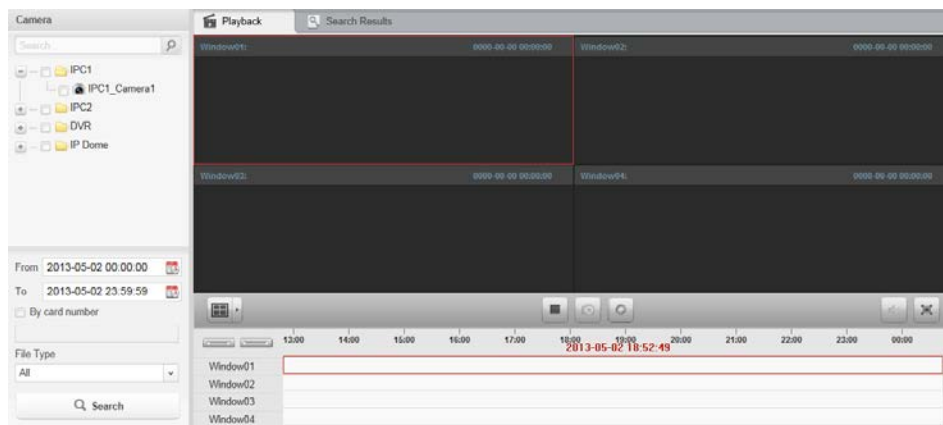 Camera
Search...
IPC1
IPC1_Camera1
IPC2
DVR
IP Dome
From 2013-05-02 00:00:00
To 2013-05-02 23:59:59
By card number
File Type
All
Search
Playback Search Results
Window01: 0000-00-00 00:00:00 Window02: 0000-00-00 00:00:00
Window03: 0000-00-00 00:00:00 Window04: 0000-00-00 00:00:00
13:00 14:00 15:00 16:00 17:00 18:00 19:00 20:00 21:00 22:00 23:00 00:00
2013-05-02 18:52:49
Window01
Window02
Window03
Window04